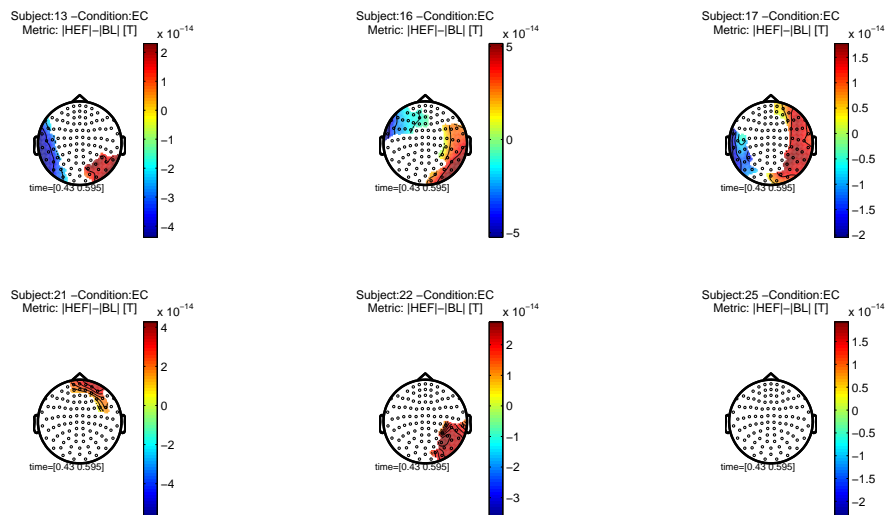 Subject:13 −Condition:EC
Metric: |HEF|−|BL| [T]
x 10−14
2
1
0
−1
−2
−3
−4
time=[0.43 0.595]
Subject:16 −Condition:EC
Metric: |HEF|−|BL| [T]
x 10−14
5
0
−5
time=[0.43 0.595]
Subject:17 −Condition:EC
Metric: |HEF|−|BL| [T]
x 10−14
1.5
1
0.5
0
−0.5
−1
−1.5
−2
time=[0.43 0.595]
Subject:21 −Condition:EC
Metric: |HEF|−|BL| [T]
x 10−14
4
2
0
−2
−4
time=[0.43 0.595]
Subject:22 −Condition:EC
Metric: |HEF|−|BL| [T]
x 10−14
2
1
0
−1
−2
−3
time=[0.43 0.595]
Subject:25 −Condition:EC
Metric: |HEF|−|BL| [T]
x 10−14
1.5
1
0.5
0
−0.5
−1
−1.5
−2
time=[0.43 0.595]